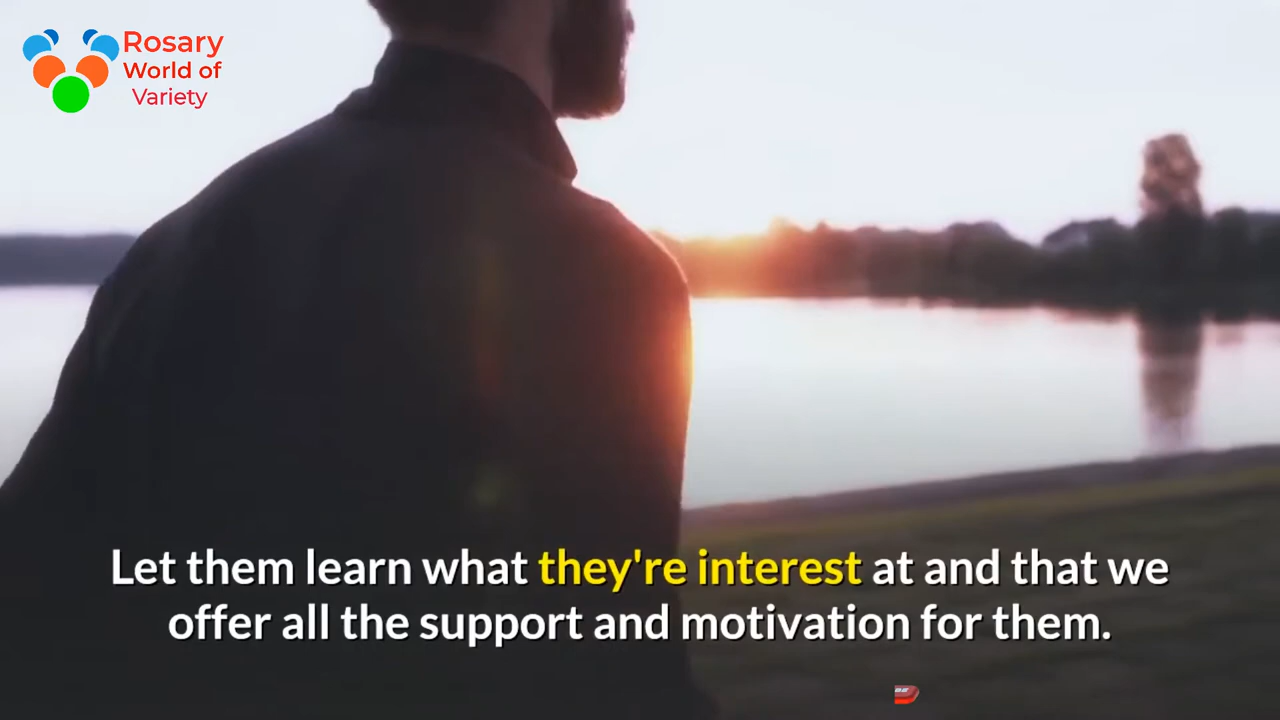 Rosary
World of
Variety
Let them learn what they're interest at and that we
offer all the support and motivation for them.